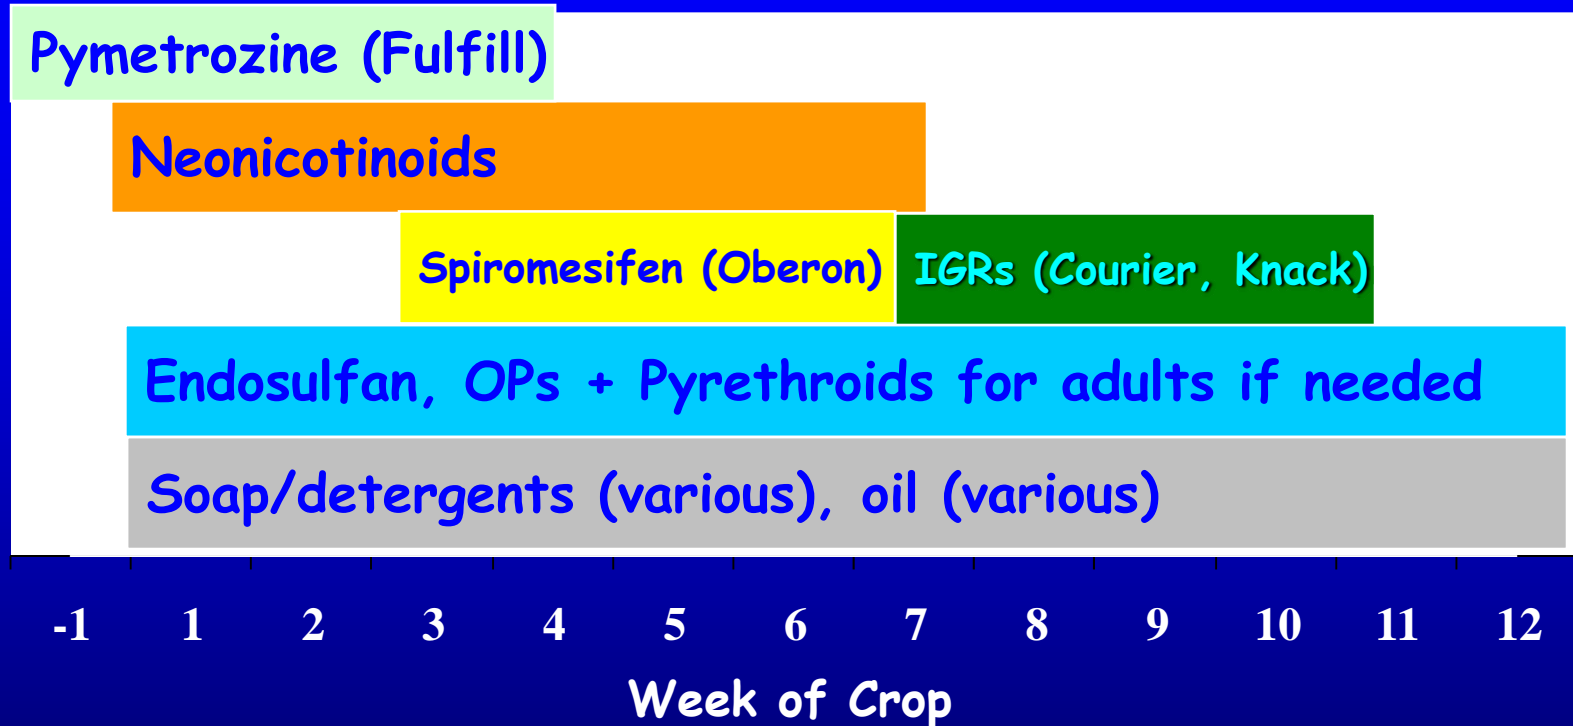 Pymetrozine (Fulfill)
Neonicotinoids
Spiromesifen (Oberon)
IGRs (Courier, Knack)
Endosulfan, OPs + Pyrethroids for adults if needed
Soap/detergents (various), oil (various)
-1 1 2 3 4 5 6 7 8 9 10 11 12
Week of Crop